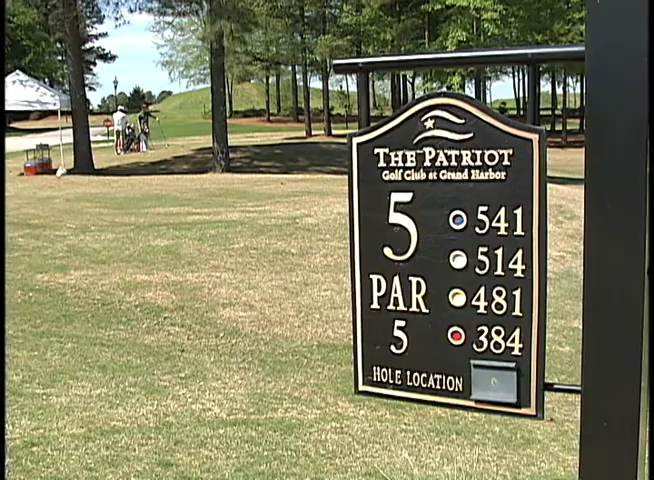 THE PATRIOT
Golf Club at Grand Harbor
5
541
514
PAR
481
5
384
HOLE LOCATION